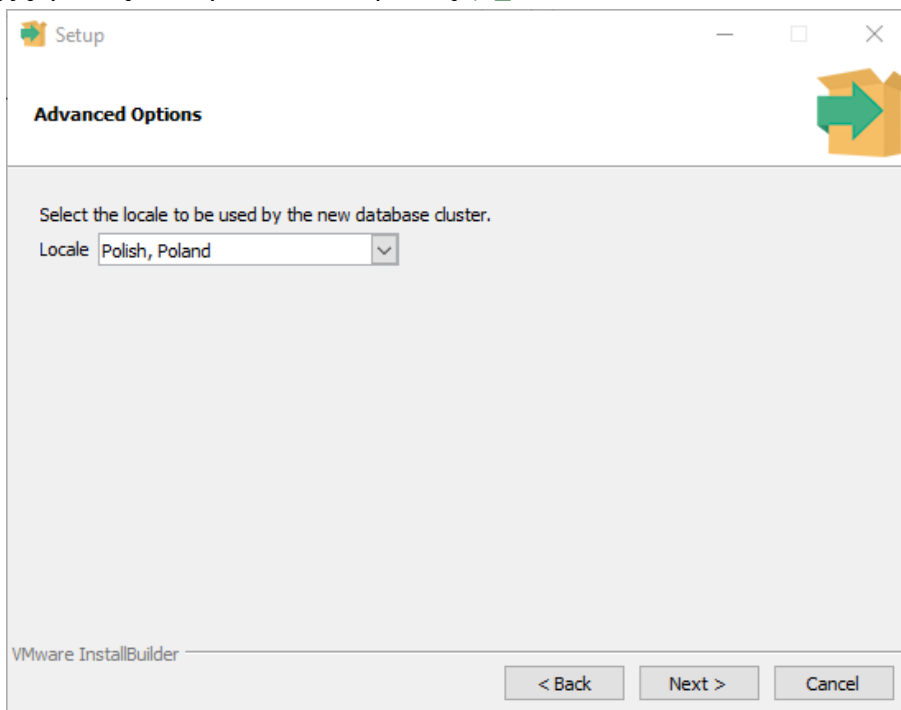 Setup
Advanced Options
Select the locale to be used by the new database cluster.
Locale Polish, Poland
VMware InstallBuilder
< Back Next > Cancel